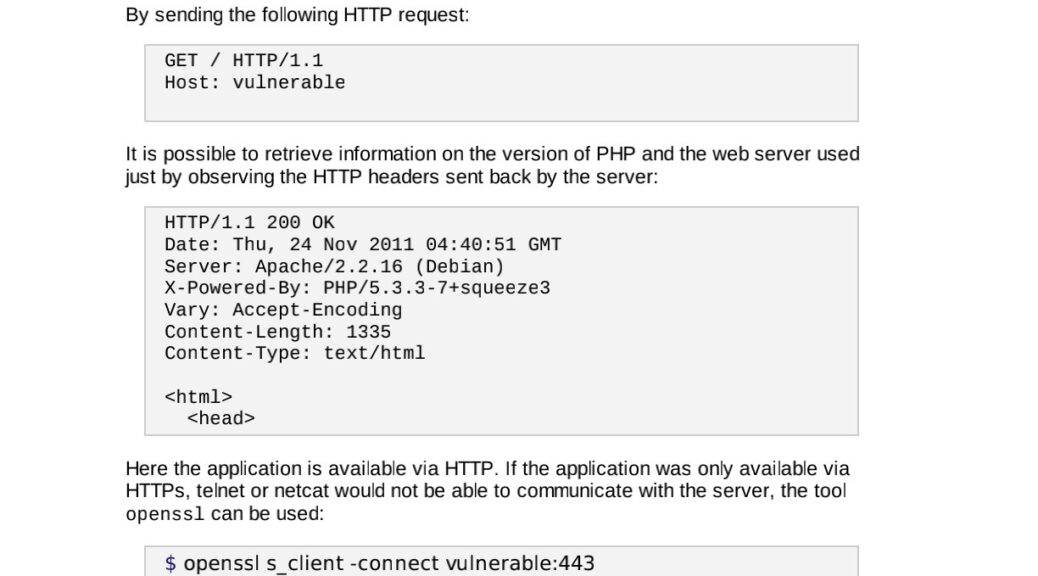 By sending the following HTTP request:
GET / HTTP/1.1
Host: vulnerable
It is possible to retrieve information on the version of PHP and the web server used
just by observing the HTTP headers sent back by the server:
HTTP/1.1 200 OK
Date: Thu, 24 Nov 2011 04:40:51 GMT
Server: Apache/2.2.16 (Debian)
X-Powered-By: PHP/5.3.3-7+squeeze3
Vary: Accept-Encoding
Content-Length: 1335
Content-Type: text/html
<html>
<head>
Here the application is available via HTTP. If the application was only available via
HTTPs, telnet or netcat would not be able to communicate with the server, the tool
openssl can be used:
$ openssl s_client -connect vulnerable:443